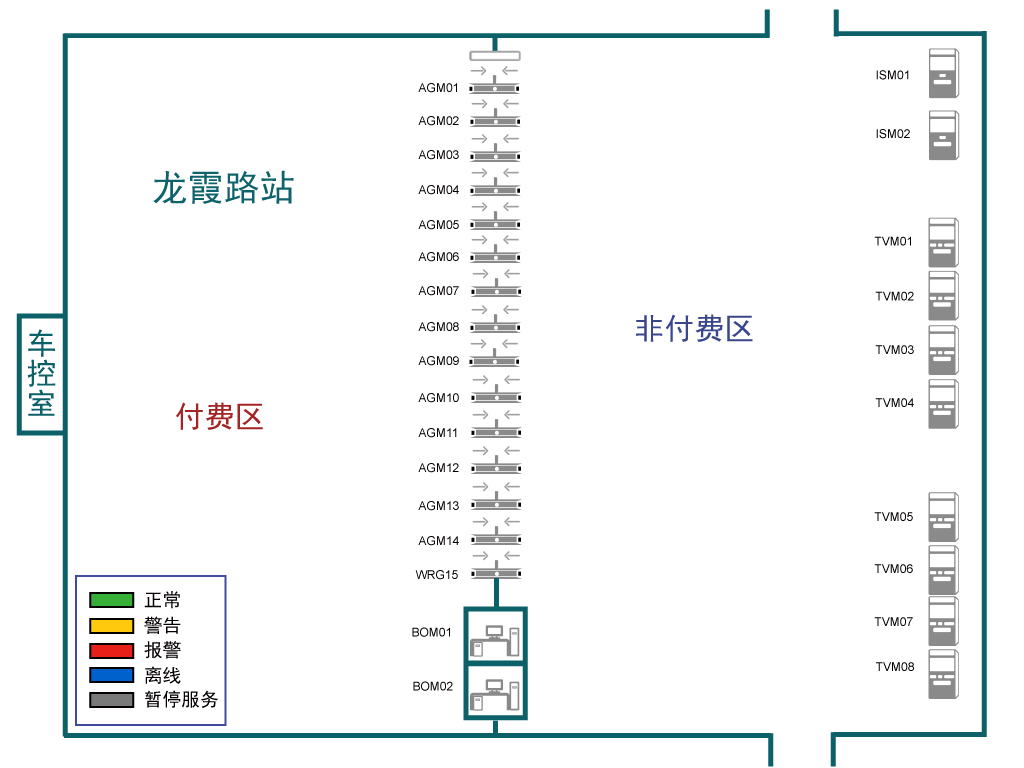 ISM01
AGM01
AGM02
ISM02
AGM03
龙霞路站
AGM04
AGM05
TVM01
AGM06
AGM07
TVM02
非付费区
AGM08
车控室
TVM03
AGM09
AGM10
TVM04
付费区
AGM11
AGM12
AGM13
TVM05
AGM14
TVM06
WRG15
正常
警告
报警
离线
暂停服务
BOM01
TVM07
TVM08
BOM02